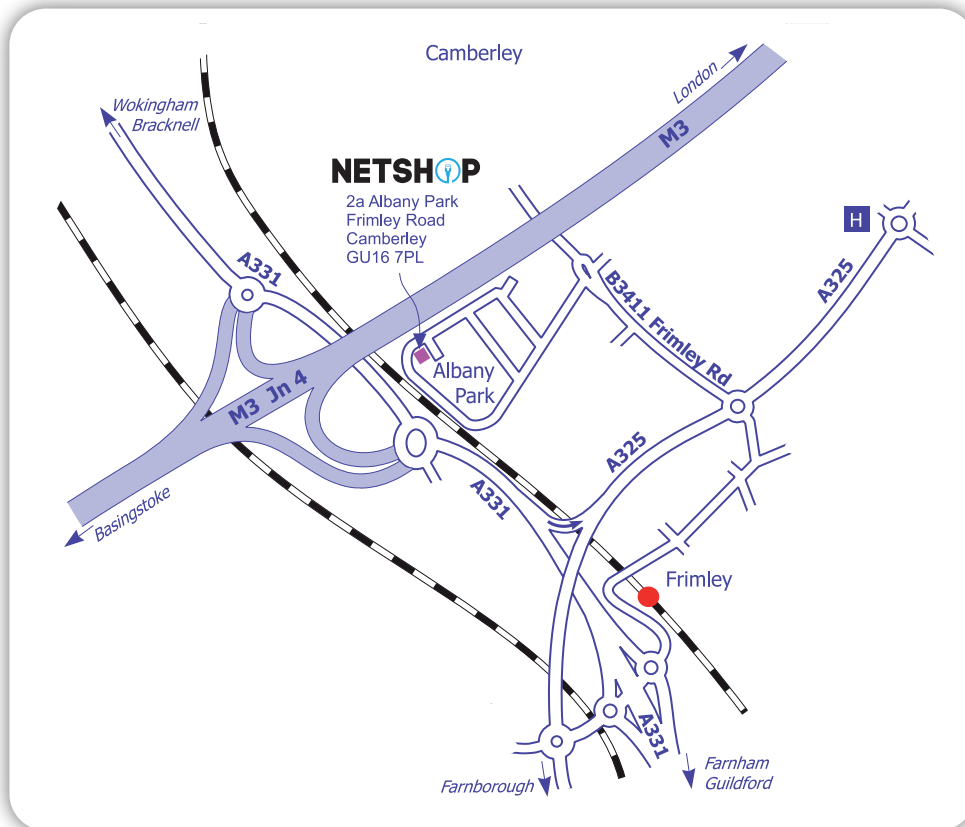 Camberley
London
Wokingham
Bracknell
M3
NETSHOP
2a Albany Park
Frimley Road
Camberley
GU16 7PL
H
A331
A325
B3411 Frimley Rd
Albany
Park
M3 Jn 4
A325
A331
Basingstoke
Frimley
A331
Farnborough
Farnham
Guildford